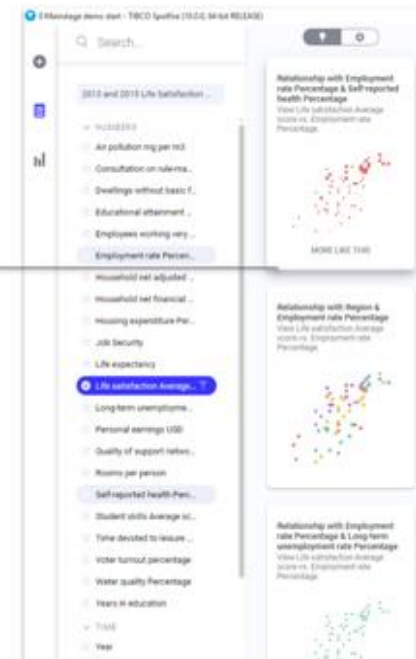 Mainstage demo start - TIBCO Spotfire (10.0.0, 64-bit RELEASE)
Search...
2013 and 2015 Life Satisfaction ...
NUMBERS
Air pollution mg per m3
Consultation on rule-ma...
Dwellings without basic f...
Educational attainment ...
Employees working very ...
Employment rate Percen...
Household net adjusted ...
Household net financial ...
Housing expenditure Per...
Job Security
Life expectancy
Life satisfaction Average...
Long-term unemployme...
Personal earnings USD
Quality of support networ...
Rooms per person
Self-reported health Perc...
Student skills Average sc...
Time devoted to leisure ...
Voter turnout percentage
Water quality Percentage
Years in education
TIME
Year
Relationship with Employment
rate Percentage & Self-reported
health Percentage
View Life satisfaction Average
score vs. Employment rate
Percentage.
MORE LIKE THIS
Relationship with Region &
Employment rate Percentage
View Life satisfaction Average
score vs. Employment rate
Percentage.
Relationship with Employment
rate Percentage & Long-term
unemployment rate Percentage
View Life satisfaction Average
score vs. Employment rate
Percentage.